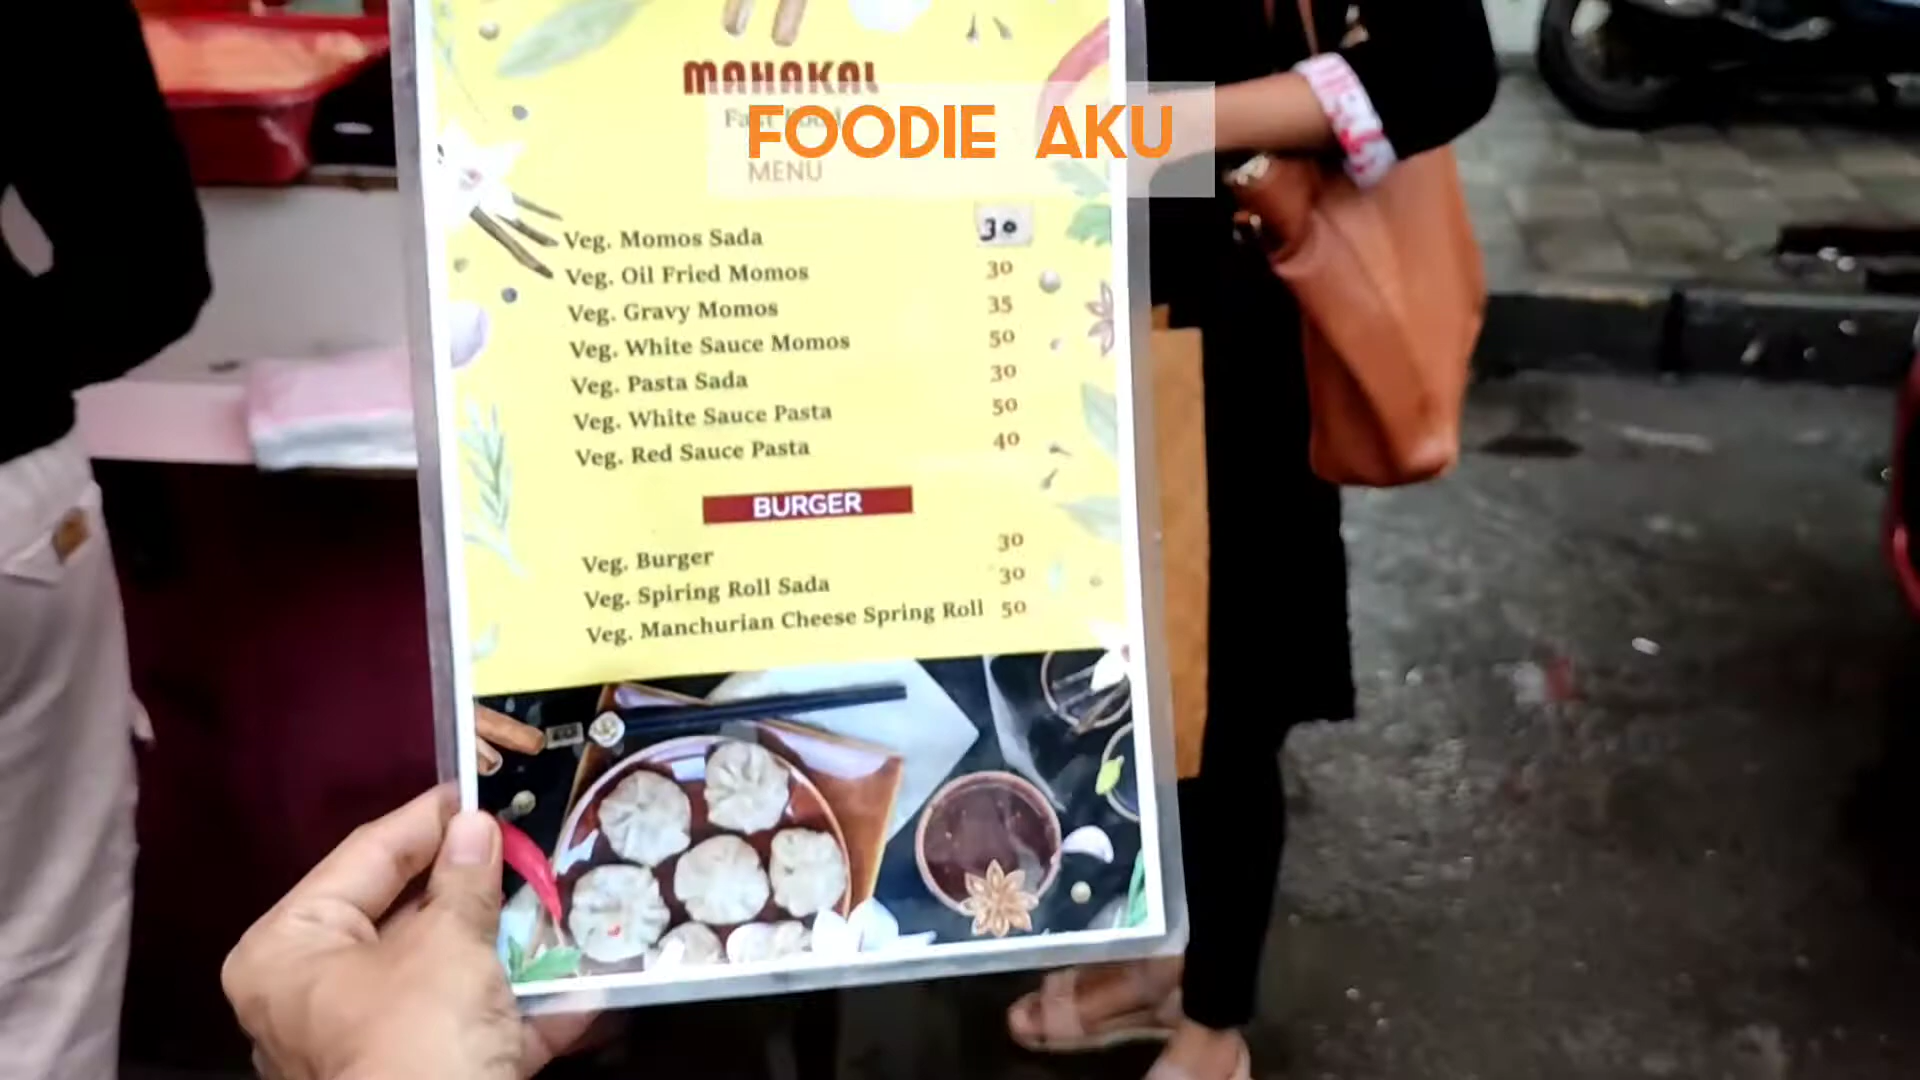 MAHAKAL
Fast Food
FOODIE AKU
MENU
Veg. Momos Sada 30
Veg. Oil Fried Momos 30
Veg. Gravy Momos 35
Veg. White Sauce Momos 50
Veg. Pasta Sada 30
Veg. White Sauce Pasta 50
Veg. Red Sauce Pasta 40
BURGER
Veg. Burger 30
Veg. Spiring Roll Sada 30
Veg. Manchurian Cheese Spring Roll 50